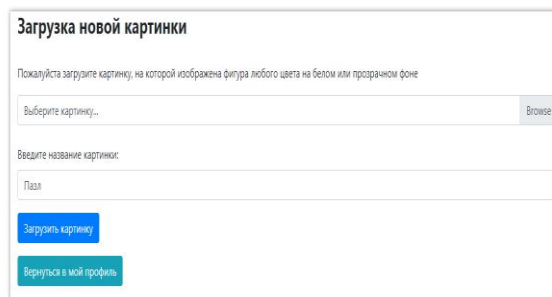 Загрузка новой картинки
Пожалуйста загрузите картинку, на которой изображена фигура любого цвета на белом или прозрачном фоне
Выберите картинку... Browse
Введите название картинки:
Пазл
Загрузить картинку
Вернуться в мой профиль